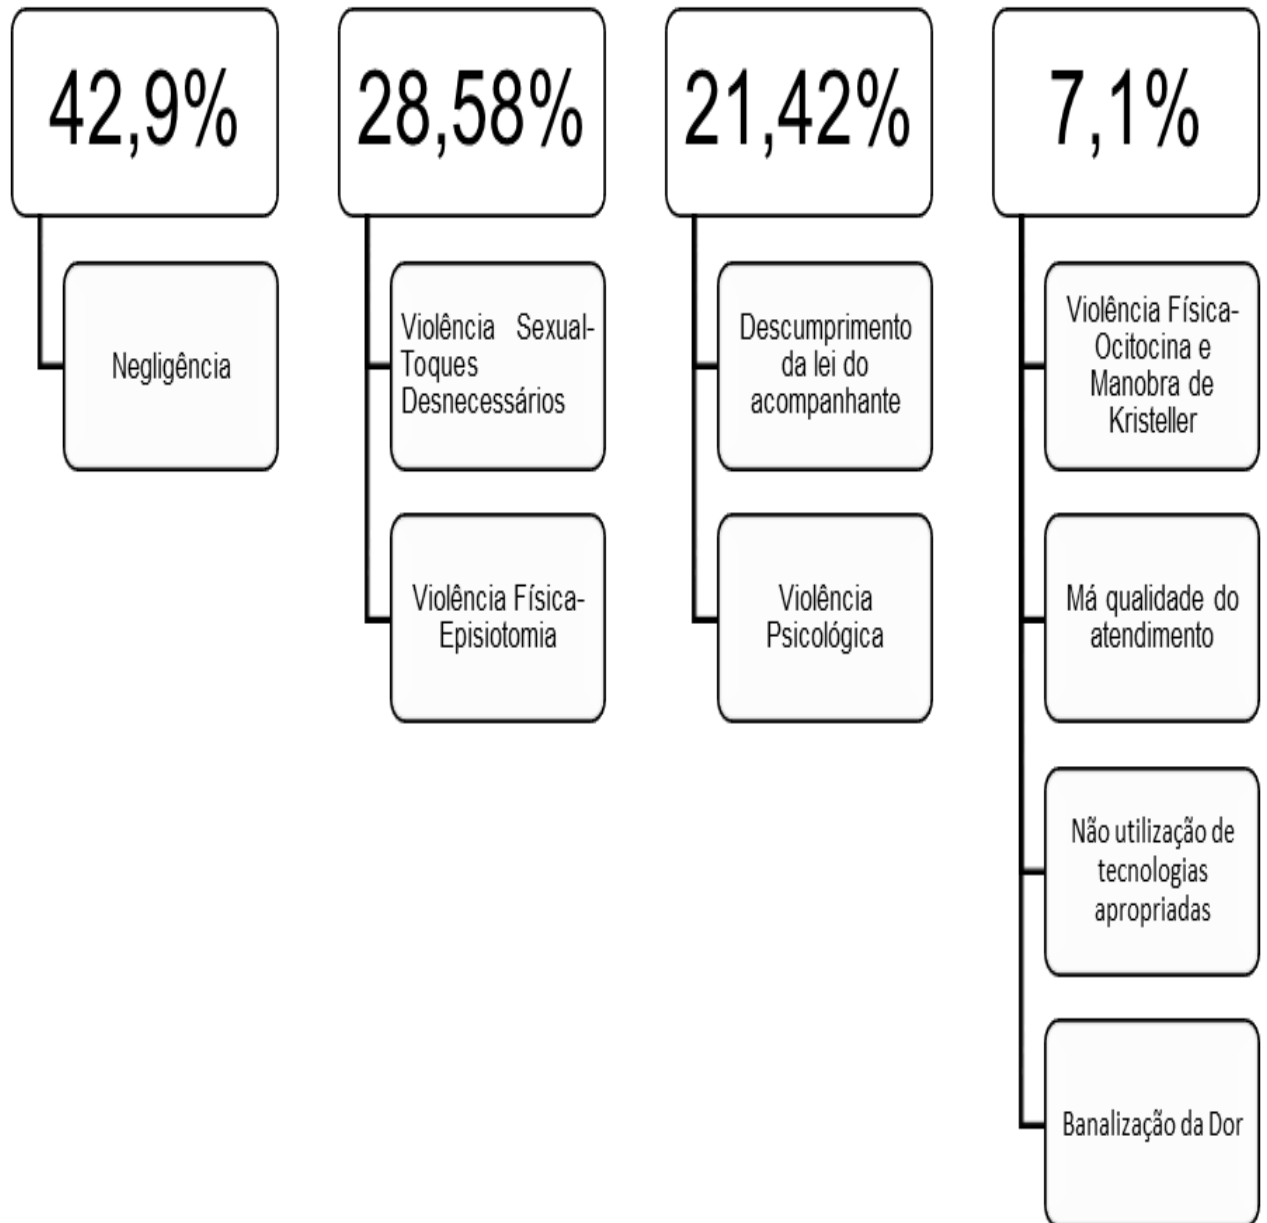 42,9%
Negligência
28,58%
Violência Sexual-
Toques
Desnecessários
Violência Física-
Episiotomia
21,42%
Descumprimento
da lei do
acompanhante
Violência
Psicológica
7,1%
Violência Física-
Ocitocina e
Manobra de
Kristeller
Má qualidade do
atendimento
Não utilização de
tecnologias
apropriadas
Banalização da Dor